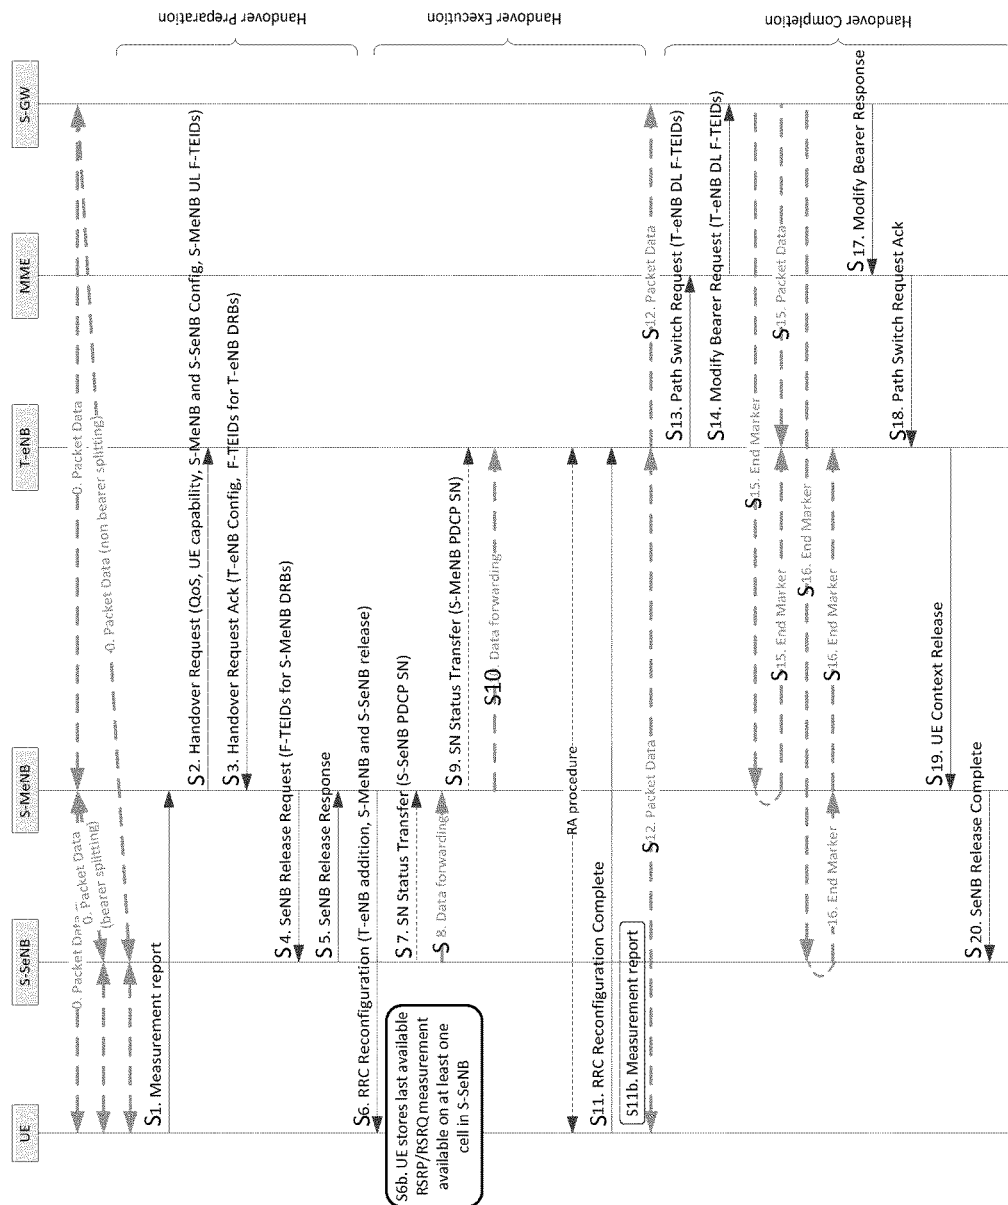 UE
S-SeNB
S-MeNB
T-eNB
MME
S-GW
0. Packet Data
0. Packet Data
0. Packet Data
(bearer splitting)
0. Packet Data (non bearer splitting)
S1. Measurement report
S2. Handover Request (QoS, UE capability, S-MeNB and S-SeNB Config, S-MeNB UL F-TEIDs)
S3. Handover Request Ack (T-eNB Config, F-TEIDs for T-eNB DRBs)
S4. SeNB Release Request (F-TEIDs for S-MeNB DRBs)
S5. SeNB Release Response
Handover Preparation
S6. RRC Reconfiguration (T-eNB addition, S-MeNB and S-SeNB release)
S6b. UE stores last available
RSRP/RSRQ measurement
available on at least one
cell in S-SeNB
S7. SN Status Transfer (S-SeNB PDCP SN)
S8. Data forwarding
S9. SN Status Transfer (S-MeNB PDCP SN)
S10. Data forwarding
RA procedure
S11. RRC Reconfiguration Complete
S11b. Measurement report
Handover Execution
S12. Packet Data
S12. Packet Data
S13. Path Switch Request (T-eNB DL F-TEIDs)
S14. Modify Bearer Request (T-eNB DL F-TEIDs)
S15. End Marker
S15. End Marker
S15. Packet Data
S16. End Marker
16. End Marker
S16. End Marker
S17. Modify Bearer Response
S18. Path Switch Request Ack
S19. UE Context Release
S20. SeNB Release Complete
Handover Completion